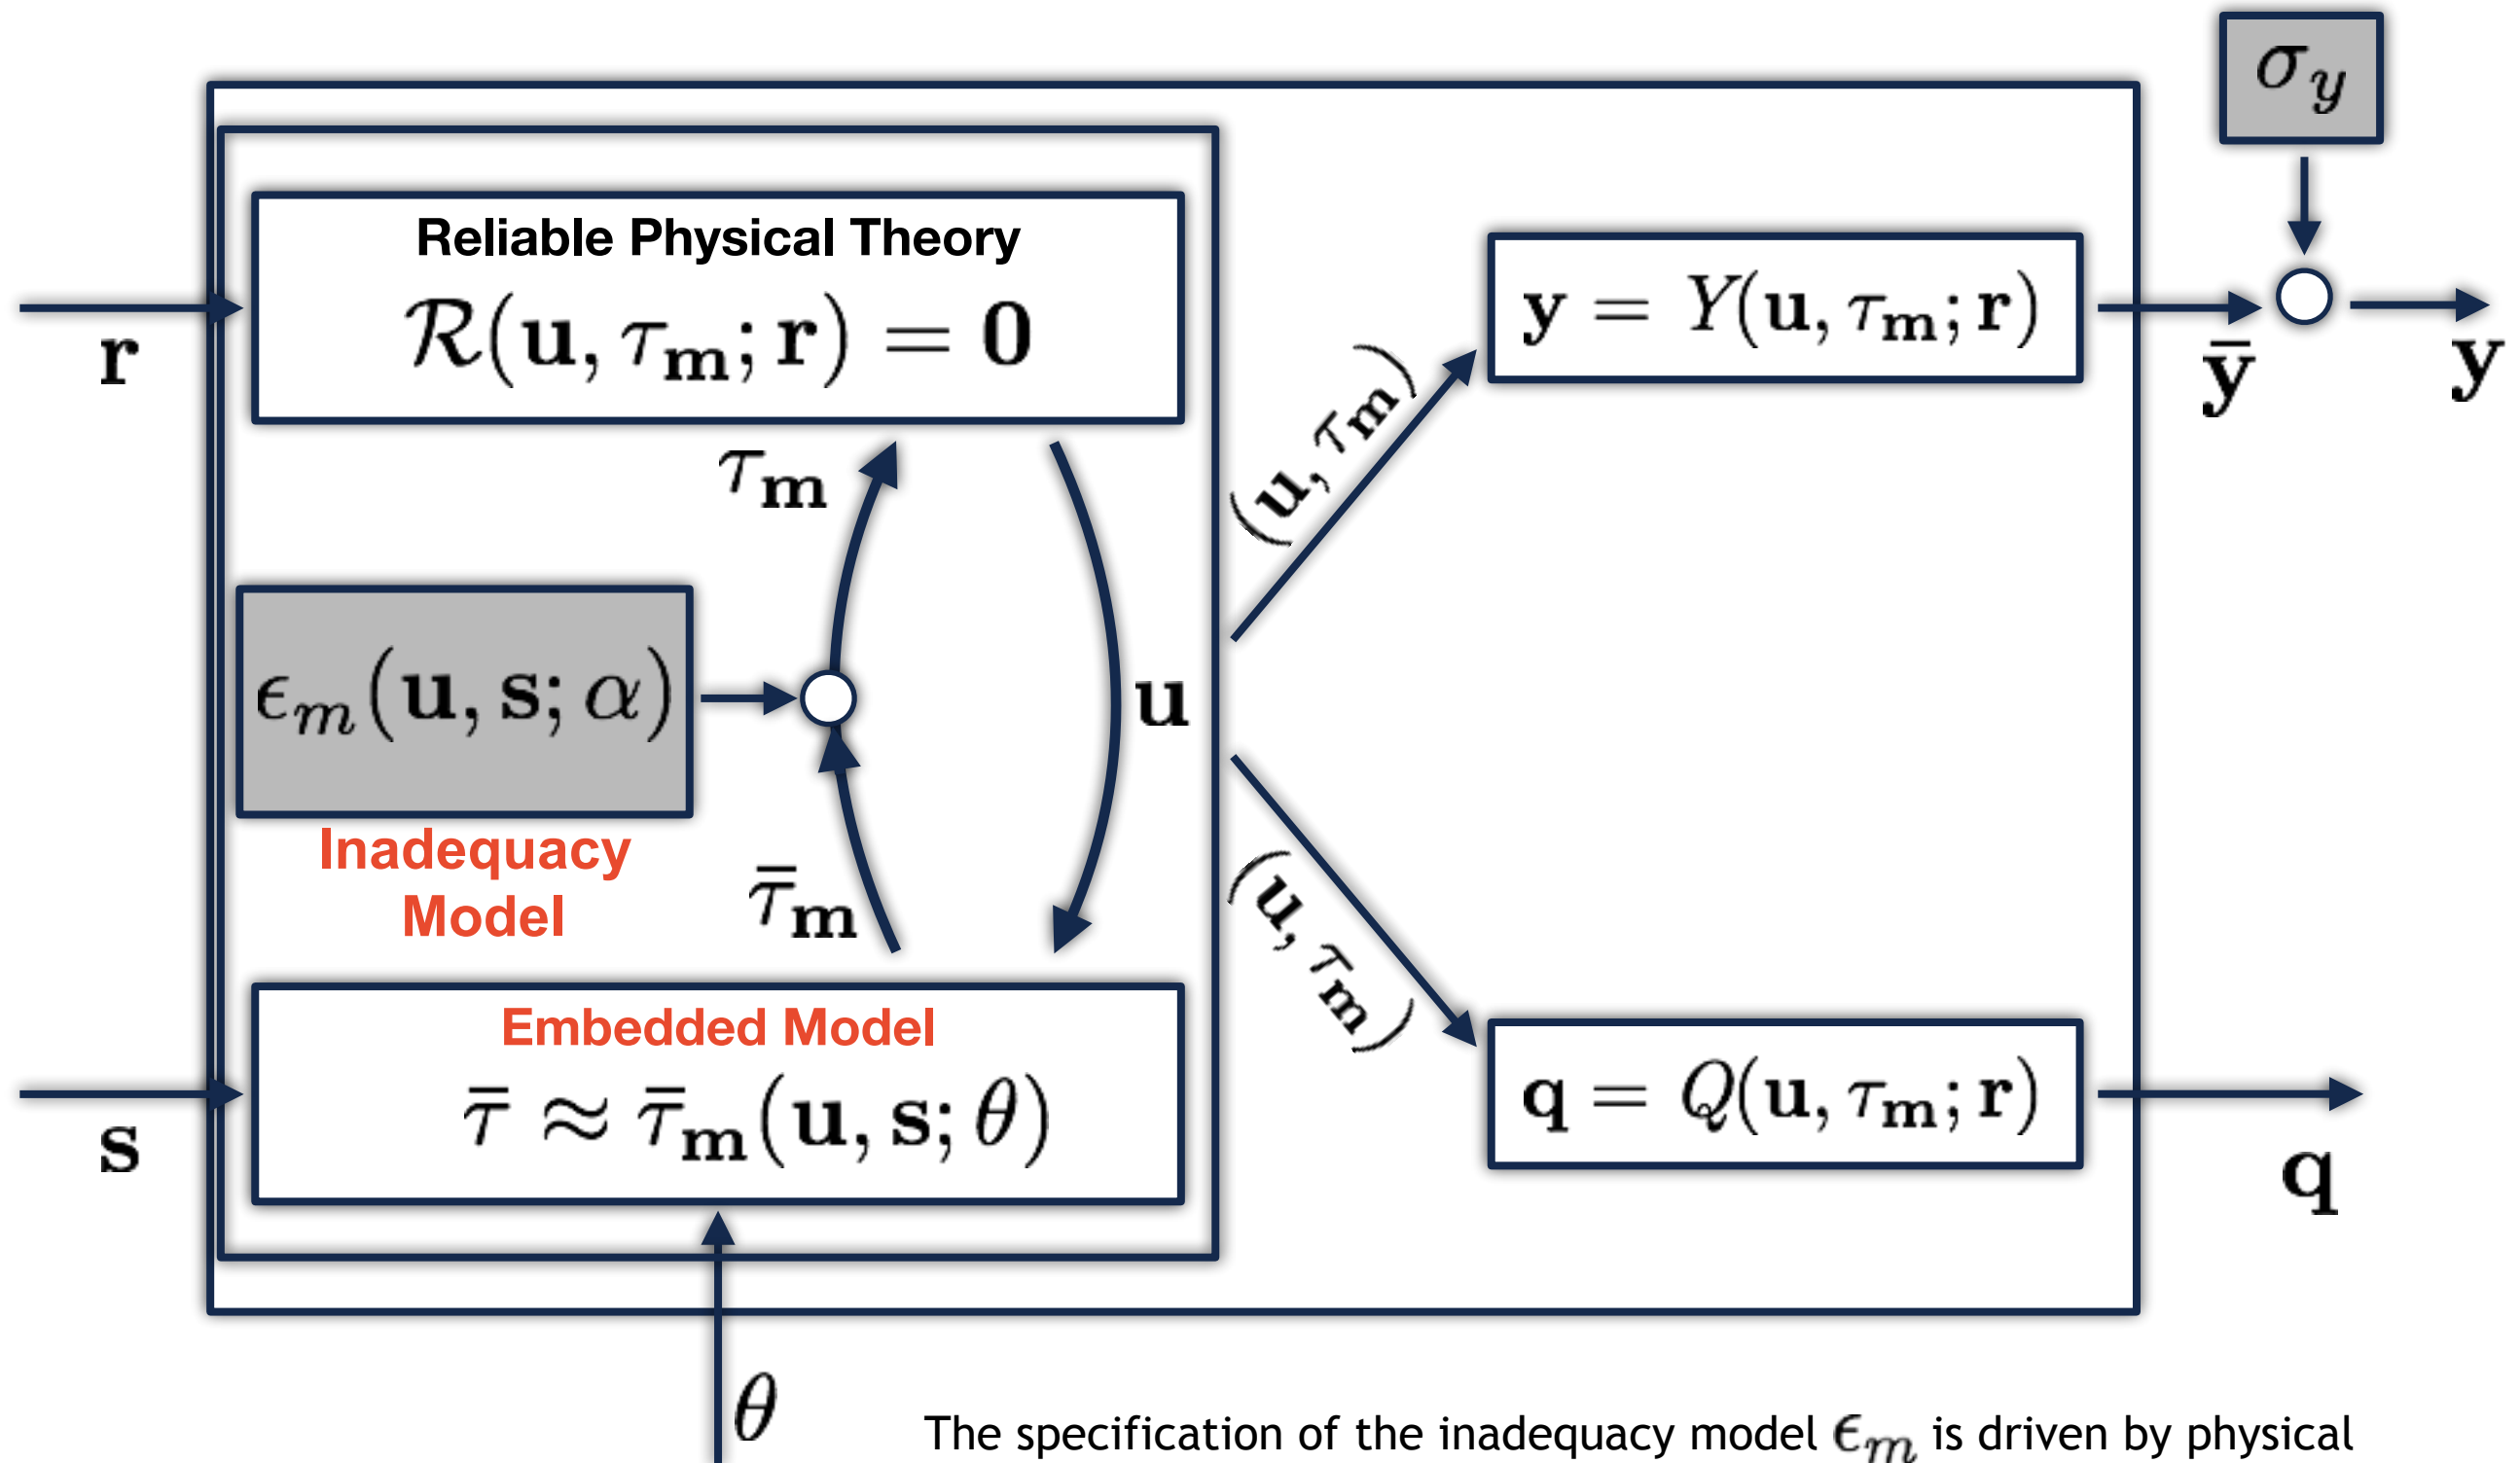 σ_y
Reliable Physical Theory
ℛ(𝐮, τ_𝐦; 𝐫) = 𝟎
𝐫
τ_𝐦
(𝐮, τ_𝐦)
𝐲 = Y(𝐮, τ_𝐦; 𝐫)
𝐲̄
𝐲
ϵ_m(𝐮, 𝐬; α)
𝐮
Inadequacy
Model
τ̿_𝐦
(𝐮, τ_𝐦)
Embedded Model
τ̿ ≈ τ̿_𝐦(𝐮, 𝐬; θ)
𝐬
𝐪 = Q(𝐮, τ_𝐦; 𝐫)
𝐪
θ
The specification of the inadequacy model ϵ_m is driven by physical